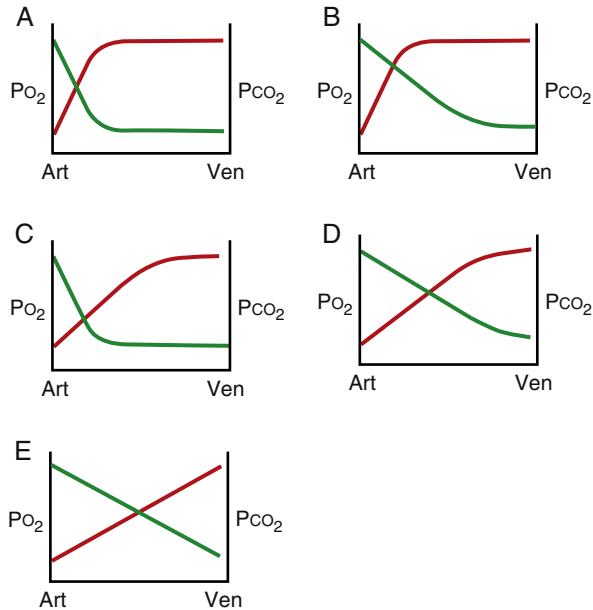 A
PO2
PCO2
Art Ven
B
PO2
PCO2
Art Ven
C
PO2
PCO2
Art Ven
D
PO2
PCO2
Art Ven
E
PO2
PCO2
Art Ven